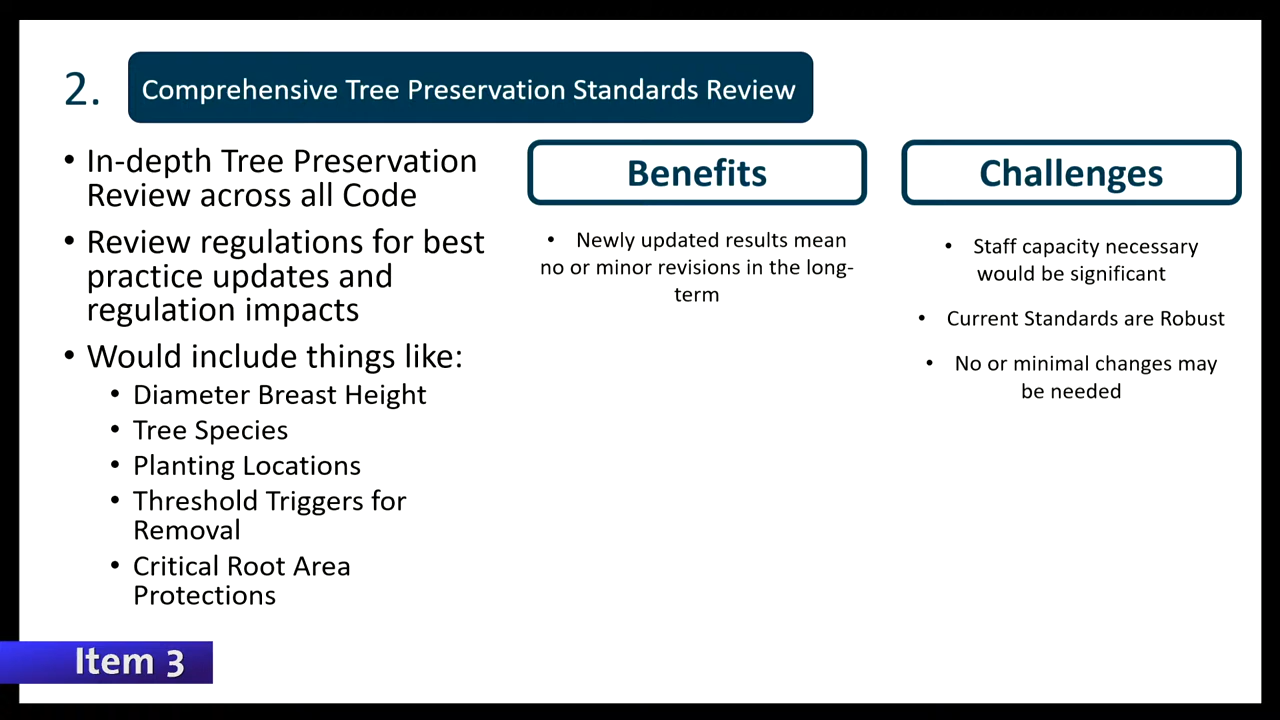 2.
Comprehensive Tree Preservation Standards Review
• In-depth Tree Preservation
Review across all Code
• Review regulations for best
practice updates and
regulation impacts
• Would include things like:
• Diameter Breast Height
• Tree Species
• Planting Locations
• Threshold Triggers for
Removal
• Critical Root Area
Protections
Benefits
• Newly updated results mean
no or minor revisions in the long-
term
Challenges
• Staff capacity necessary
would be significant
• Current Standards are Robust
• No or minimal changes may
be needed
Item 3